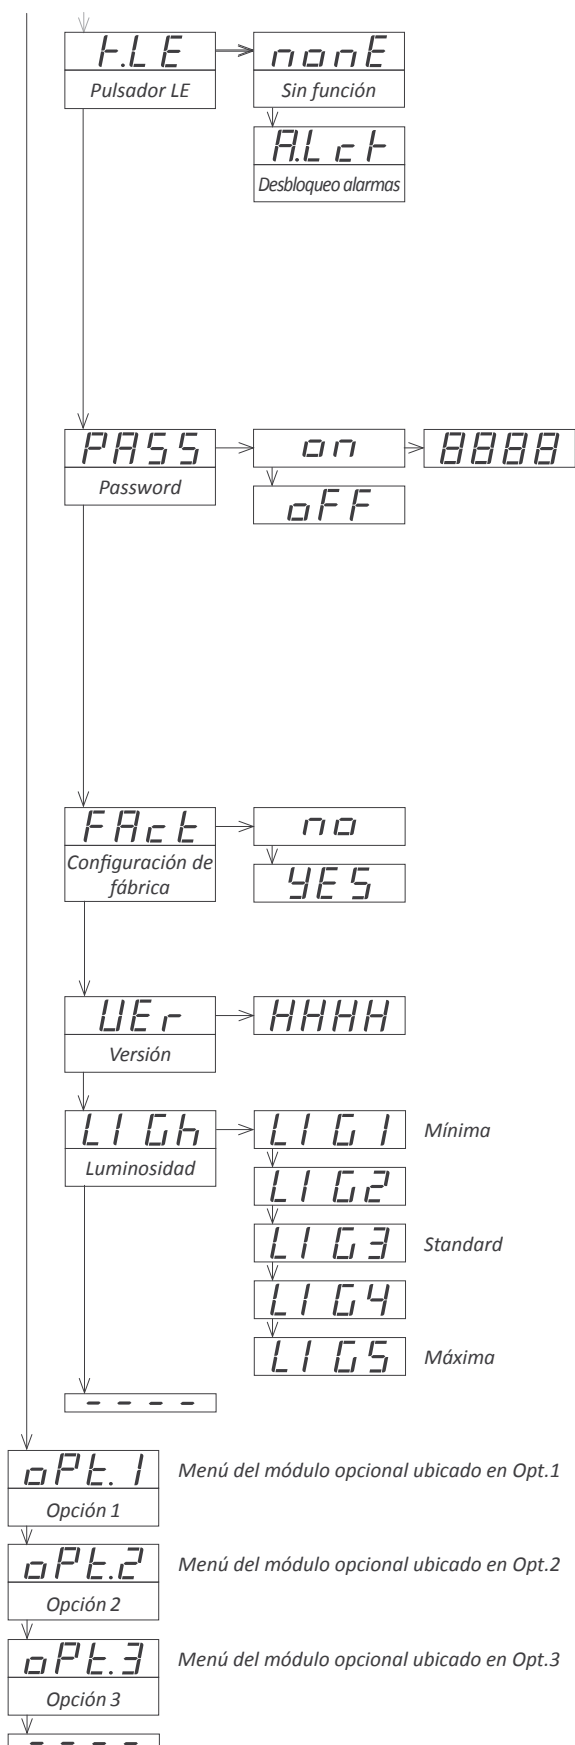 t.LE nonE
Pulsador LE Sin función
A.Lct
Desbloqueo alarmas
PASS on 8888
Password
oFF
FAct no
Configuración de
fábrica
YES
VEr HHHH
Versión
LIGh LIG1 Mínima
Luminosidad
LIG2
LIG3 Standard
LIG4
LIG5 Máxima
----
oPt.1 Menú del módulo opcional ubicado en Opt.1
Opción 1
oPt.2 Menú del módulo opcional ubicado en Opt.2
Opción 2
oPt.3 Menú del módulo opcional ubicado en Opt.3
Opción 3
----